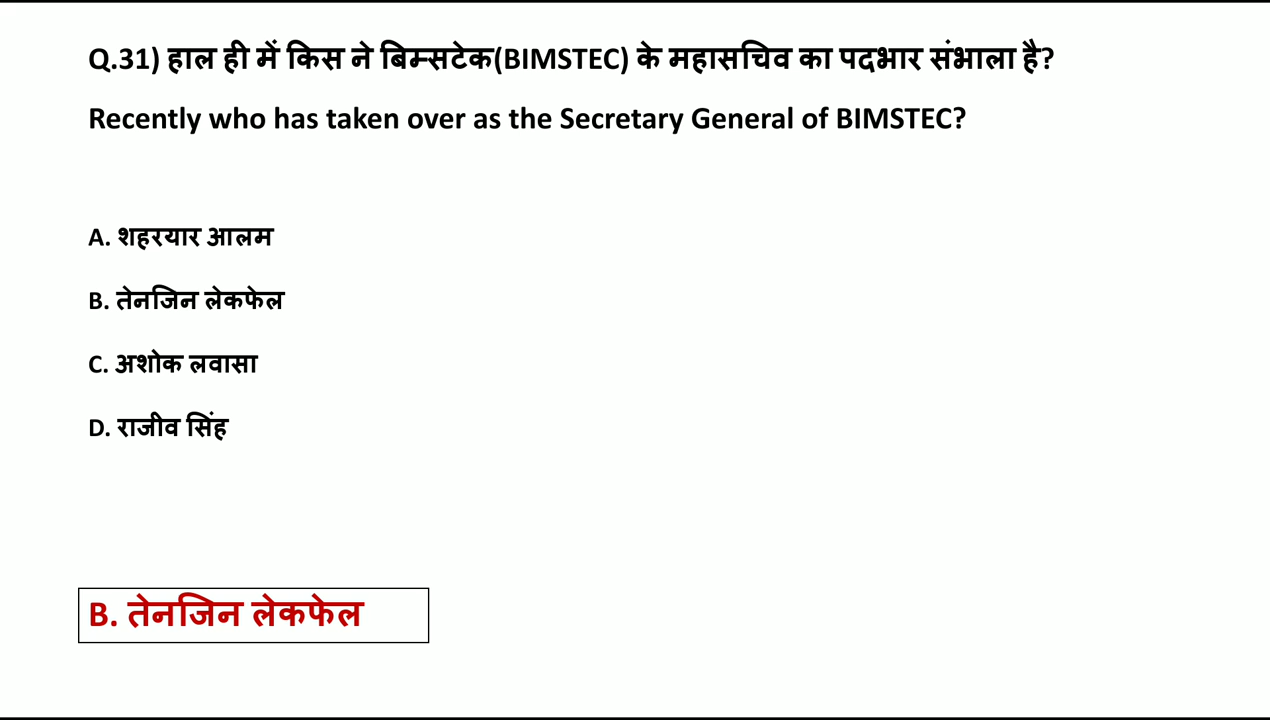 Q.31) हाल ही में किस ने बिम्सटेक(BIMSTEC) के महासचिव का पदभार संभाला है?
Recently who has taken over as the Secretary General of BIMSTEC?
A. शहरयार आलम
B. तेनजिन लेकफेल
C. अशोक लवासा
D. राजीव सिंह
B. तेनजिन लेकफेल